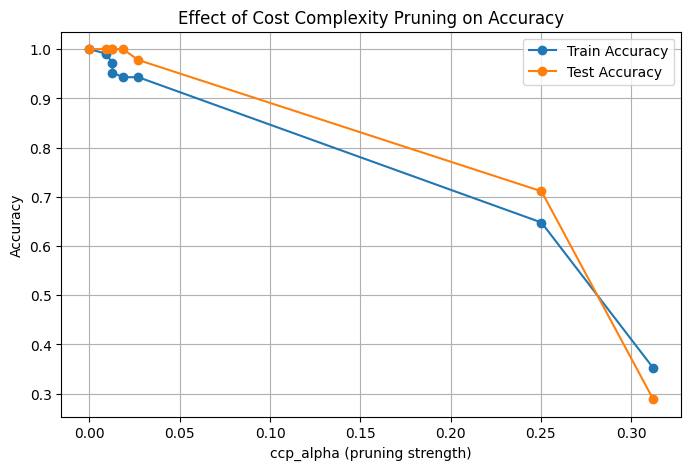 Effect of Cost Complexity Pruning on Accuracy
Train Accuracy
Test Accuracy
Accuracy
1.0
0.9
0.8
0.7
0.6
0.5
0.4
0.3
0.00 0.05 0.10 0.15 0.20 0.25 0.30
ccp_alpha (pruning strength)